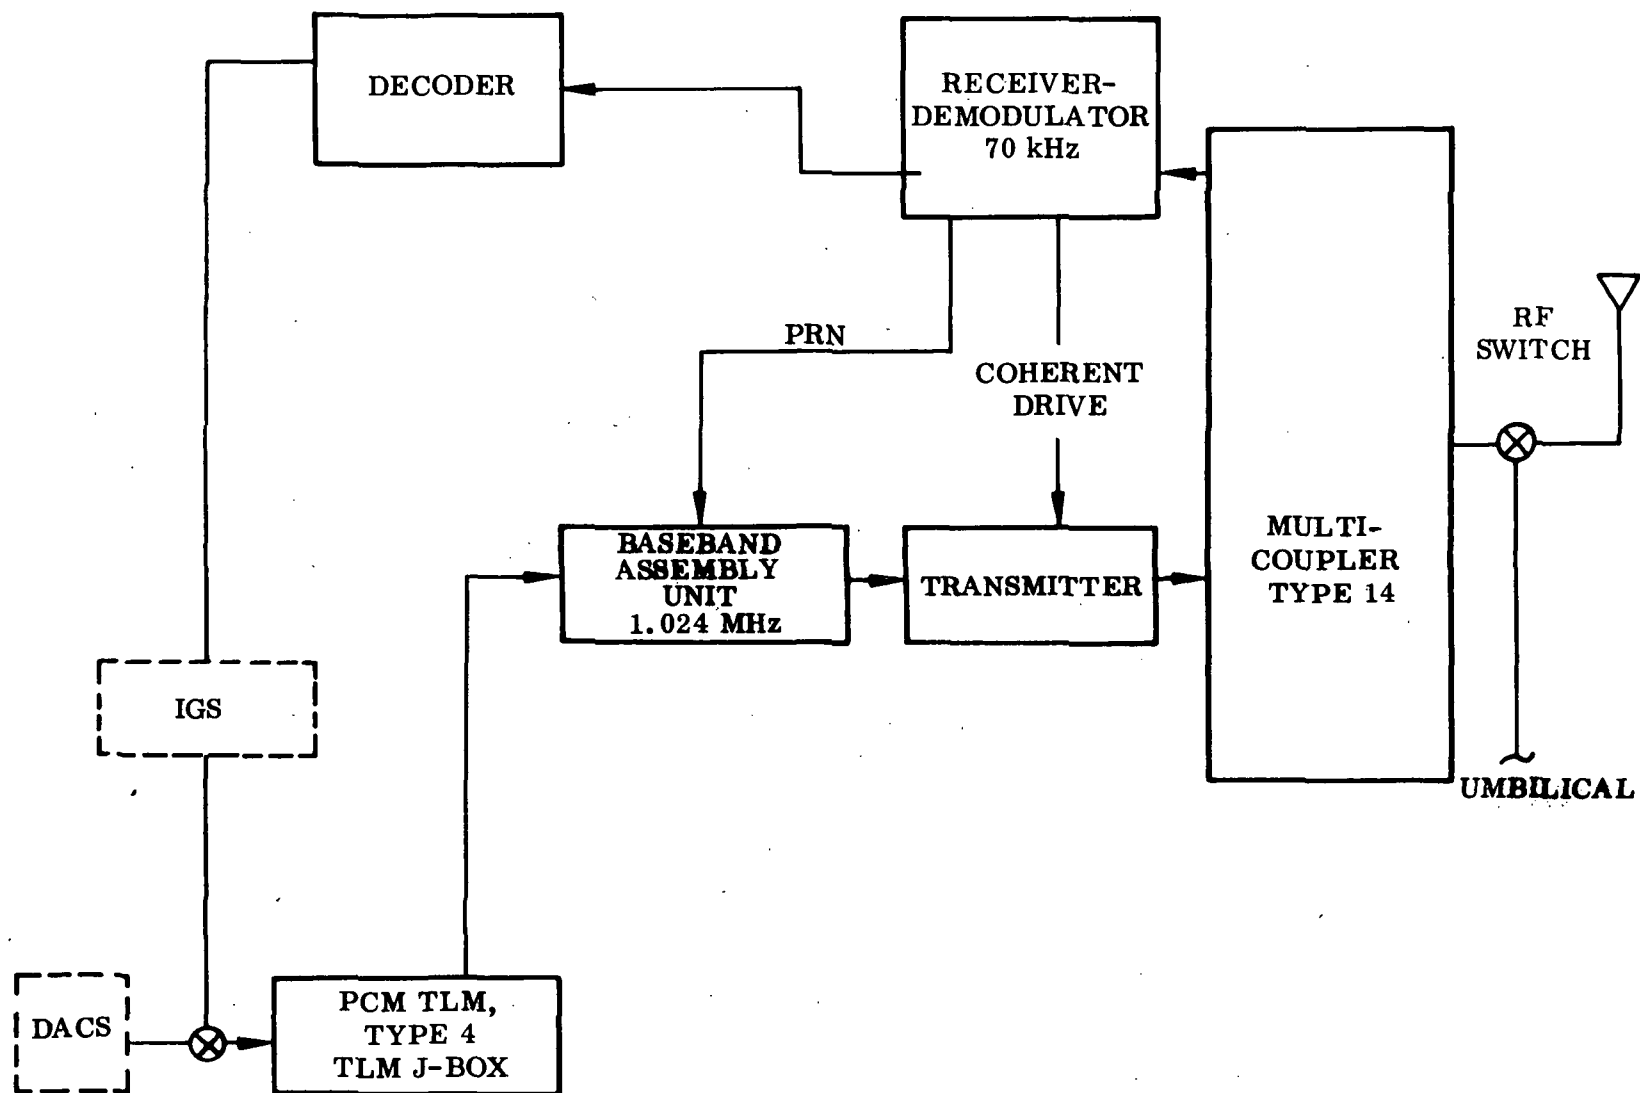 DECODER
RECEIVER-
DEMODULATOR
70 kHz
PRN
COHERENT
DRIVE
RF
SWITCH
BASEBAND
ASSEMBLY
UNIT
1.024 MHz
TRANSMITTER
MULTI-
COUPLER
TYPE 14
IGS
UMBILICAL
DACS
PCM TLM,
TYPE 4
TLM J-BOX